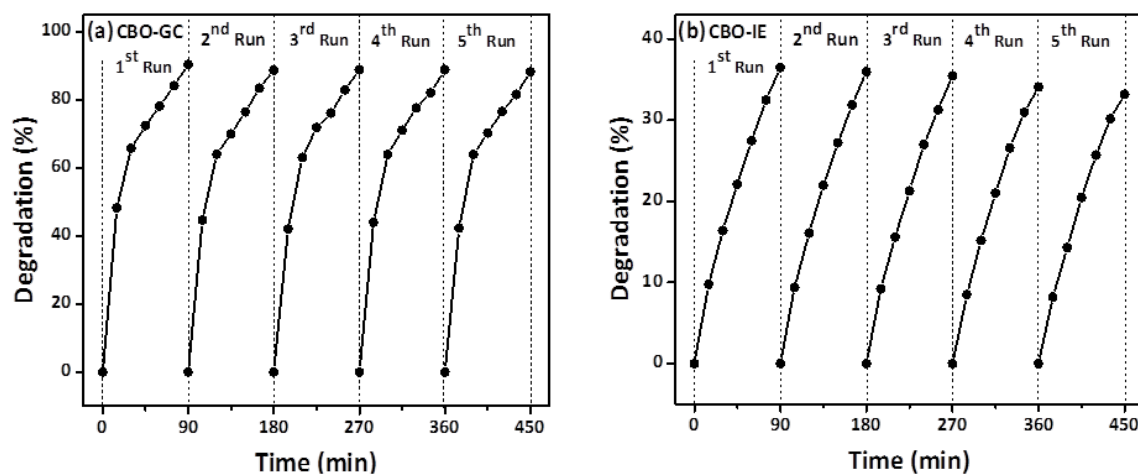 (a) CBO-GC
1st Run
2nd Run
3rd Run
4th Run
5th Run
100
80
60
40
20
0
Degradation (%)
0 90 180 270 360 450
Time (min)
(b) CBO-IE
1st Run
2nd Run
3rd Run
4th Run
5th Run
40
30
20
10
0
Degradation (%)
0 90 180 270 360 450
Time (min)